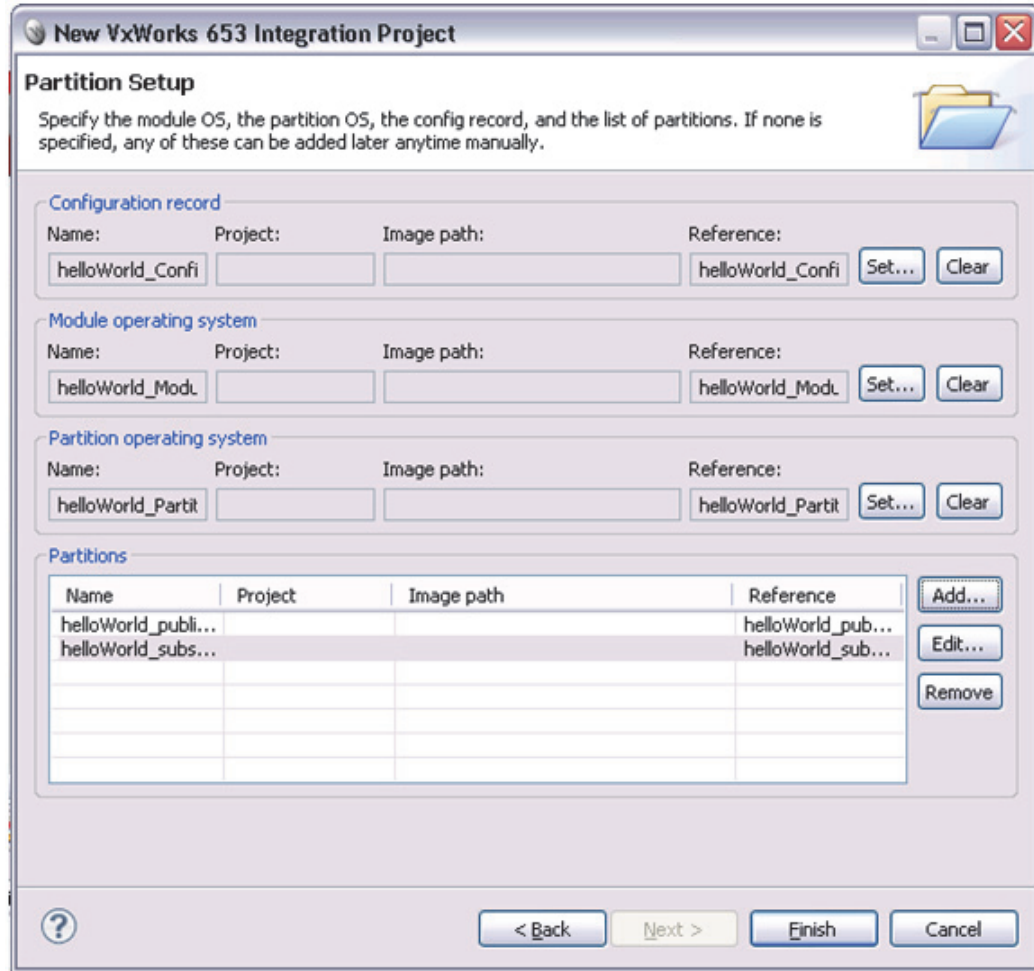 New VxWorks 653 Integration Project
Partition Setup
Specify the module OS, the partition OS, the config record, and the list of partitions. If none is
specified, any of these can be added later anytime manually.
Configuration record
Name: Project: Image path: Reference:
helloWorld_Confi helloWorld_Confi Set... Clear
Module operating system
Name: Project: Image path: Reference:
helloWorld_Modu helloWorld_Modu Set... Clear
Partition operating system
Name: Project: Image path: Reference:
helloWorld_Partit helloWorld_Partit Set... Clear
Partitions
Name Project Image path Reference Add...
helloWorld_publi... helloWorld_pub...
helloWorld_subs... helloWorld_sub... Edit...
Remove
? < Back Next > Finish Cancel